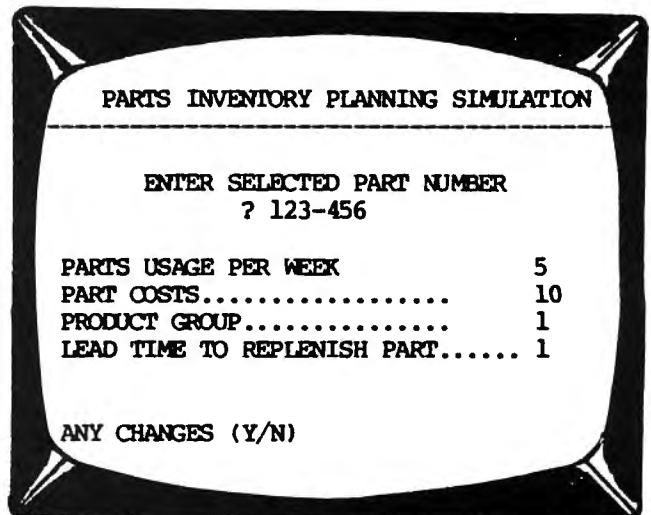 PARTS INVENTORY PLANNING SIMULATION
ENTER SELECTED PART NUMBER
? 123-456
PARTS USAGE PER WEEK 5
PART COSTS................... 10
PRODUCT GROUP............... 1
LEAD TIME TO REPLENISH PART...... 1
ANY CHANGES (Y/N)